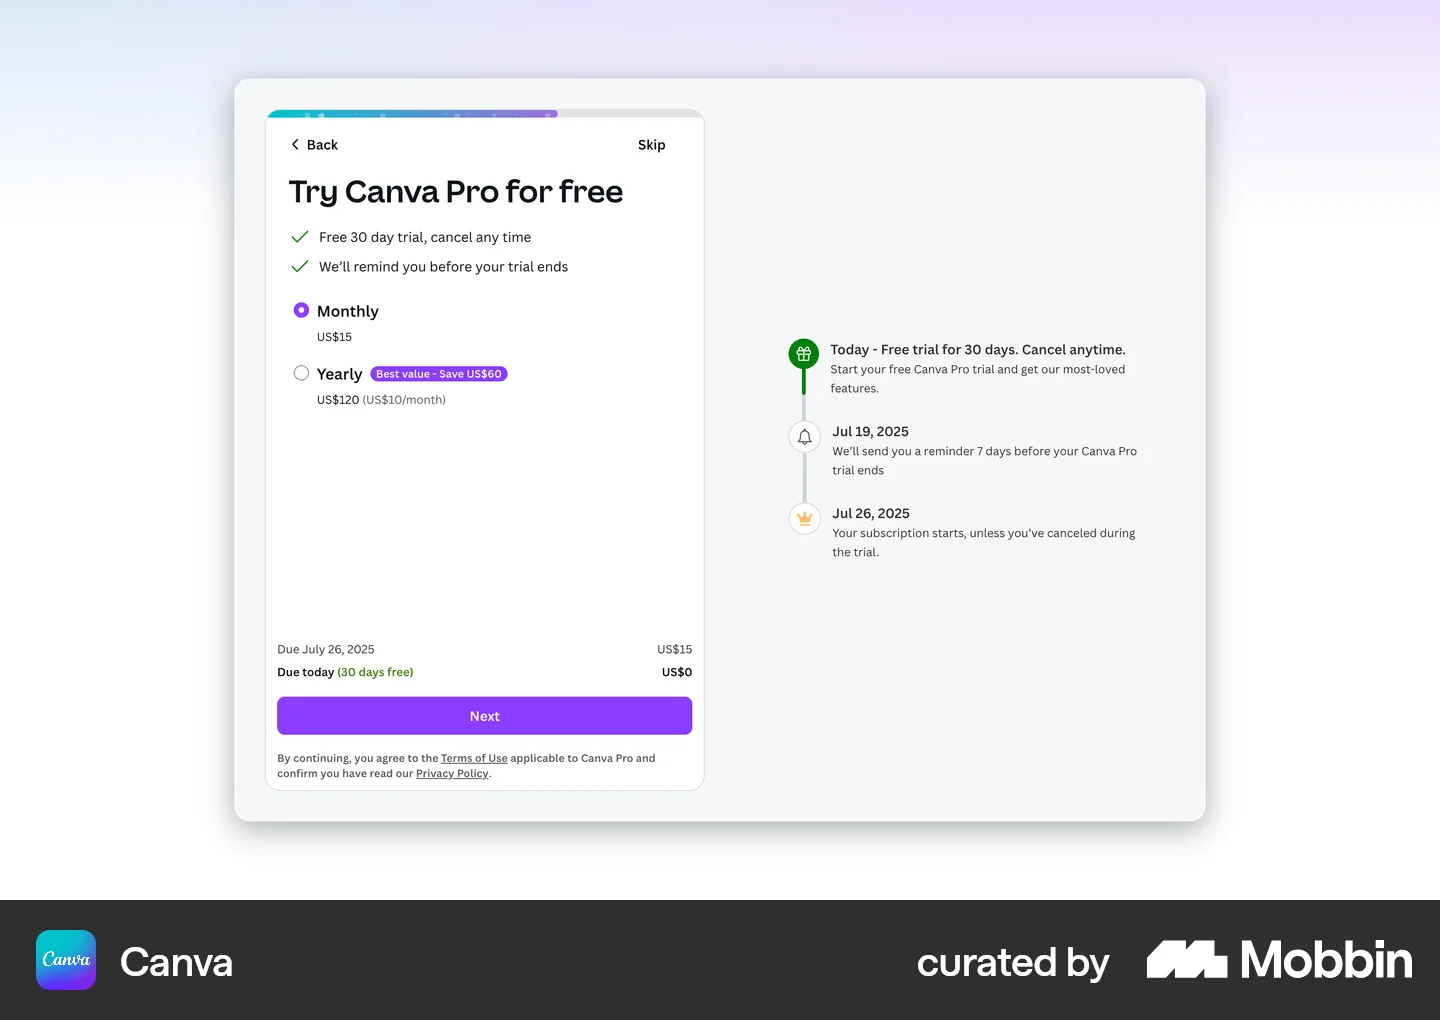 Back
Skip
Try Canva Pro for free
Free 30 day trial, cancel any time
We'll remind you before your trial ends
Monthly
US$15
Yearly Best value - Save US$60
US$120 (US$10/month)
Due July 26, 2025 US$15
Due today (30 days free) US$0
Next
By continuing, you agree to the Terms of Use applicable to Canva Pro and
confirm you have read our Privacy Policy.
Today - Free trial for 30 days. Cancel anytime.
Start your free Canva Pro trial and get our most-loved
features.
Jul 19, 2025
We'll send you a reminder 7 days before your Canva Pro
trial ends
Jul 26, 2025
Your subscription starts, unless you've canceled during
the trial.
Canva
Canva
curated by
Mobbin